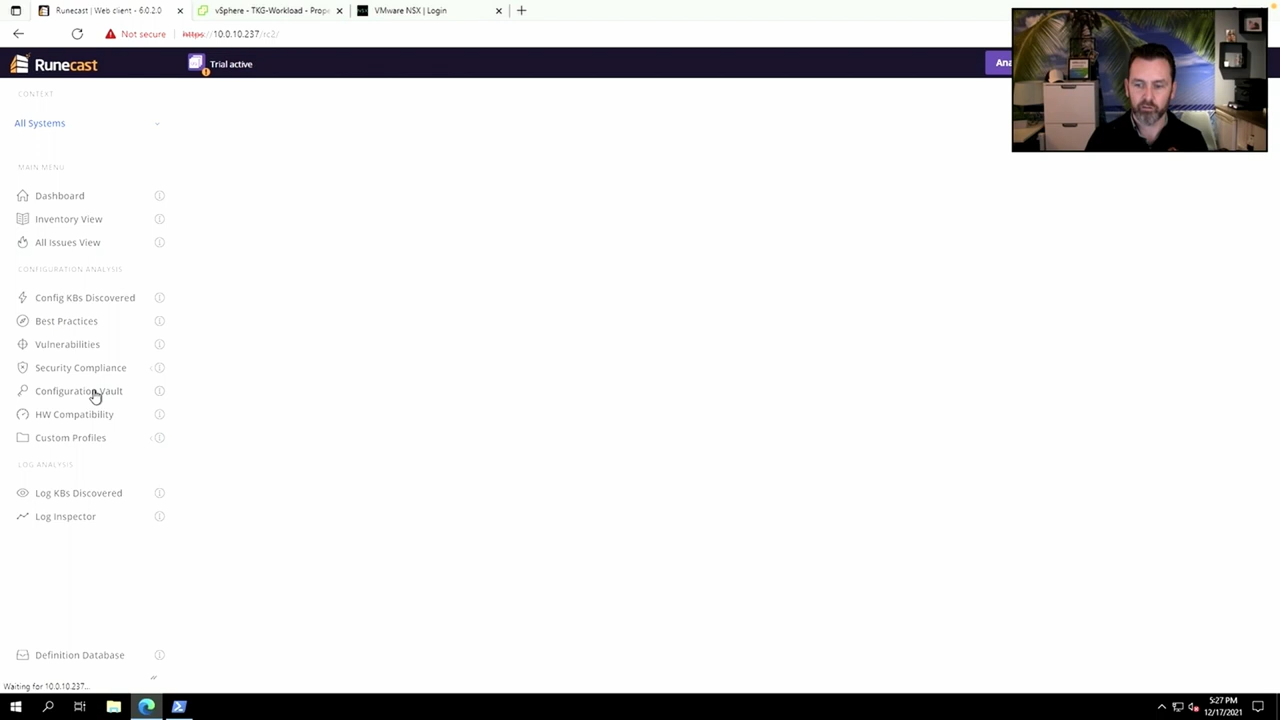 Runecast | Web client - 6.0.2.0
vSphere - TKG-Workload - Prope
VMware NSX | Login
Not secure
https://10.0.10.237/rc2/
Runecast
Trial active
Ana
CONTEXT
All Systems
MAIN MENU
Dashboard
Inventory View
All Issues View
CONFIGURATION ANALYSIS
Config KBs Discovered
Best Practices
Vulnerabilities
Security Compliance
Configuration Vault
HW Compatibility
Custom Profiles
LOG ANALYSIS
Log KBs Discovered
Log Inspector
Definition Database
Waiting for 10.0.10.237...
5:27 PM
12/17/2021